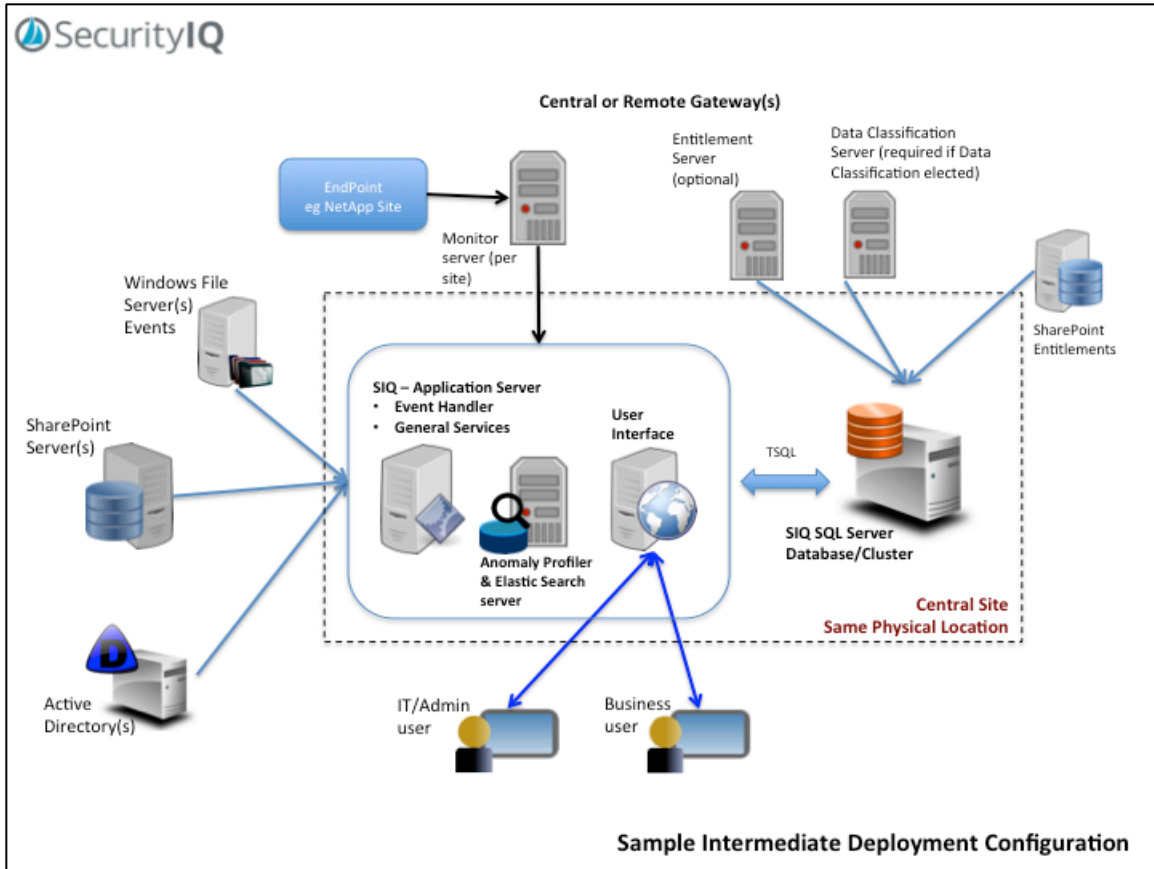 SecurityIQ
Central or Remote Gateway(s)
Entitlement
Server
(optional)
Data Classification
Server (required if Data
Classification elected)
EndPoint
eg NetApp Site
Monitor
server (per
site)
Windows File
Server(s)
Events
SharePoint
Entitlements
SIQ – Application Server
• Event Handler
• General Services
User
Interface
SharePoint
Server(s)
TSQL
Anomaly Profiler
& Elastic Search
server
SIQ SQL Server
Database/Cluster
Central Site
Same Physical Location
D
Active
Directory(s)
IT/Admin
user
Business
user
Sample Intermediate Deployment Configuration